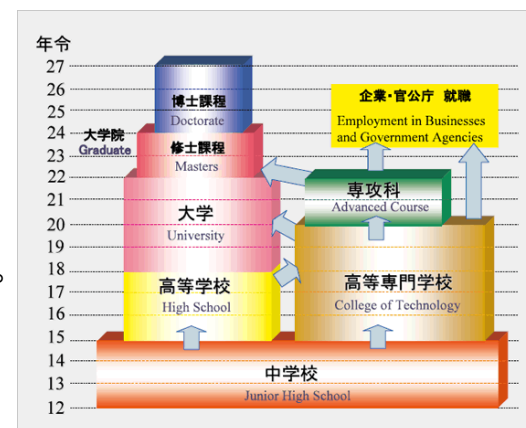 年令
27
26
25
24
23
22
21
20
19
18
17
16
15
14
13
12
博士課程
Doctorate
大学院
Graduate
修士課程
Masters
大学
University
高等学校
High School
企業・官公庁 就職
Employment in Businesses
and Government Agencies
専攻科
Advanced Course
高等専門学校
College of Technology
中学校
Junior High School
。